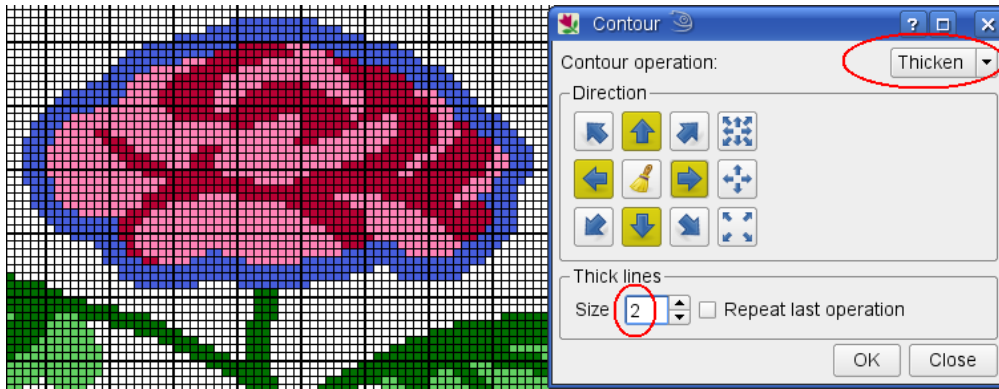 Contour
Contour operation: Thicken
Direction
Thick lines
Size 2 Repeat last operation
OK Close